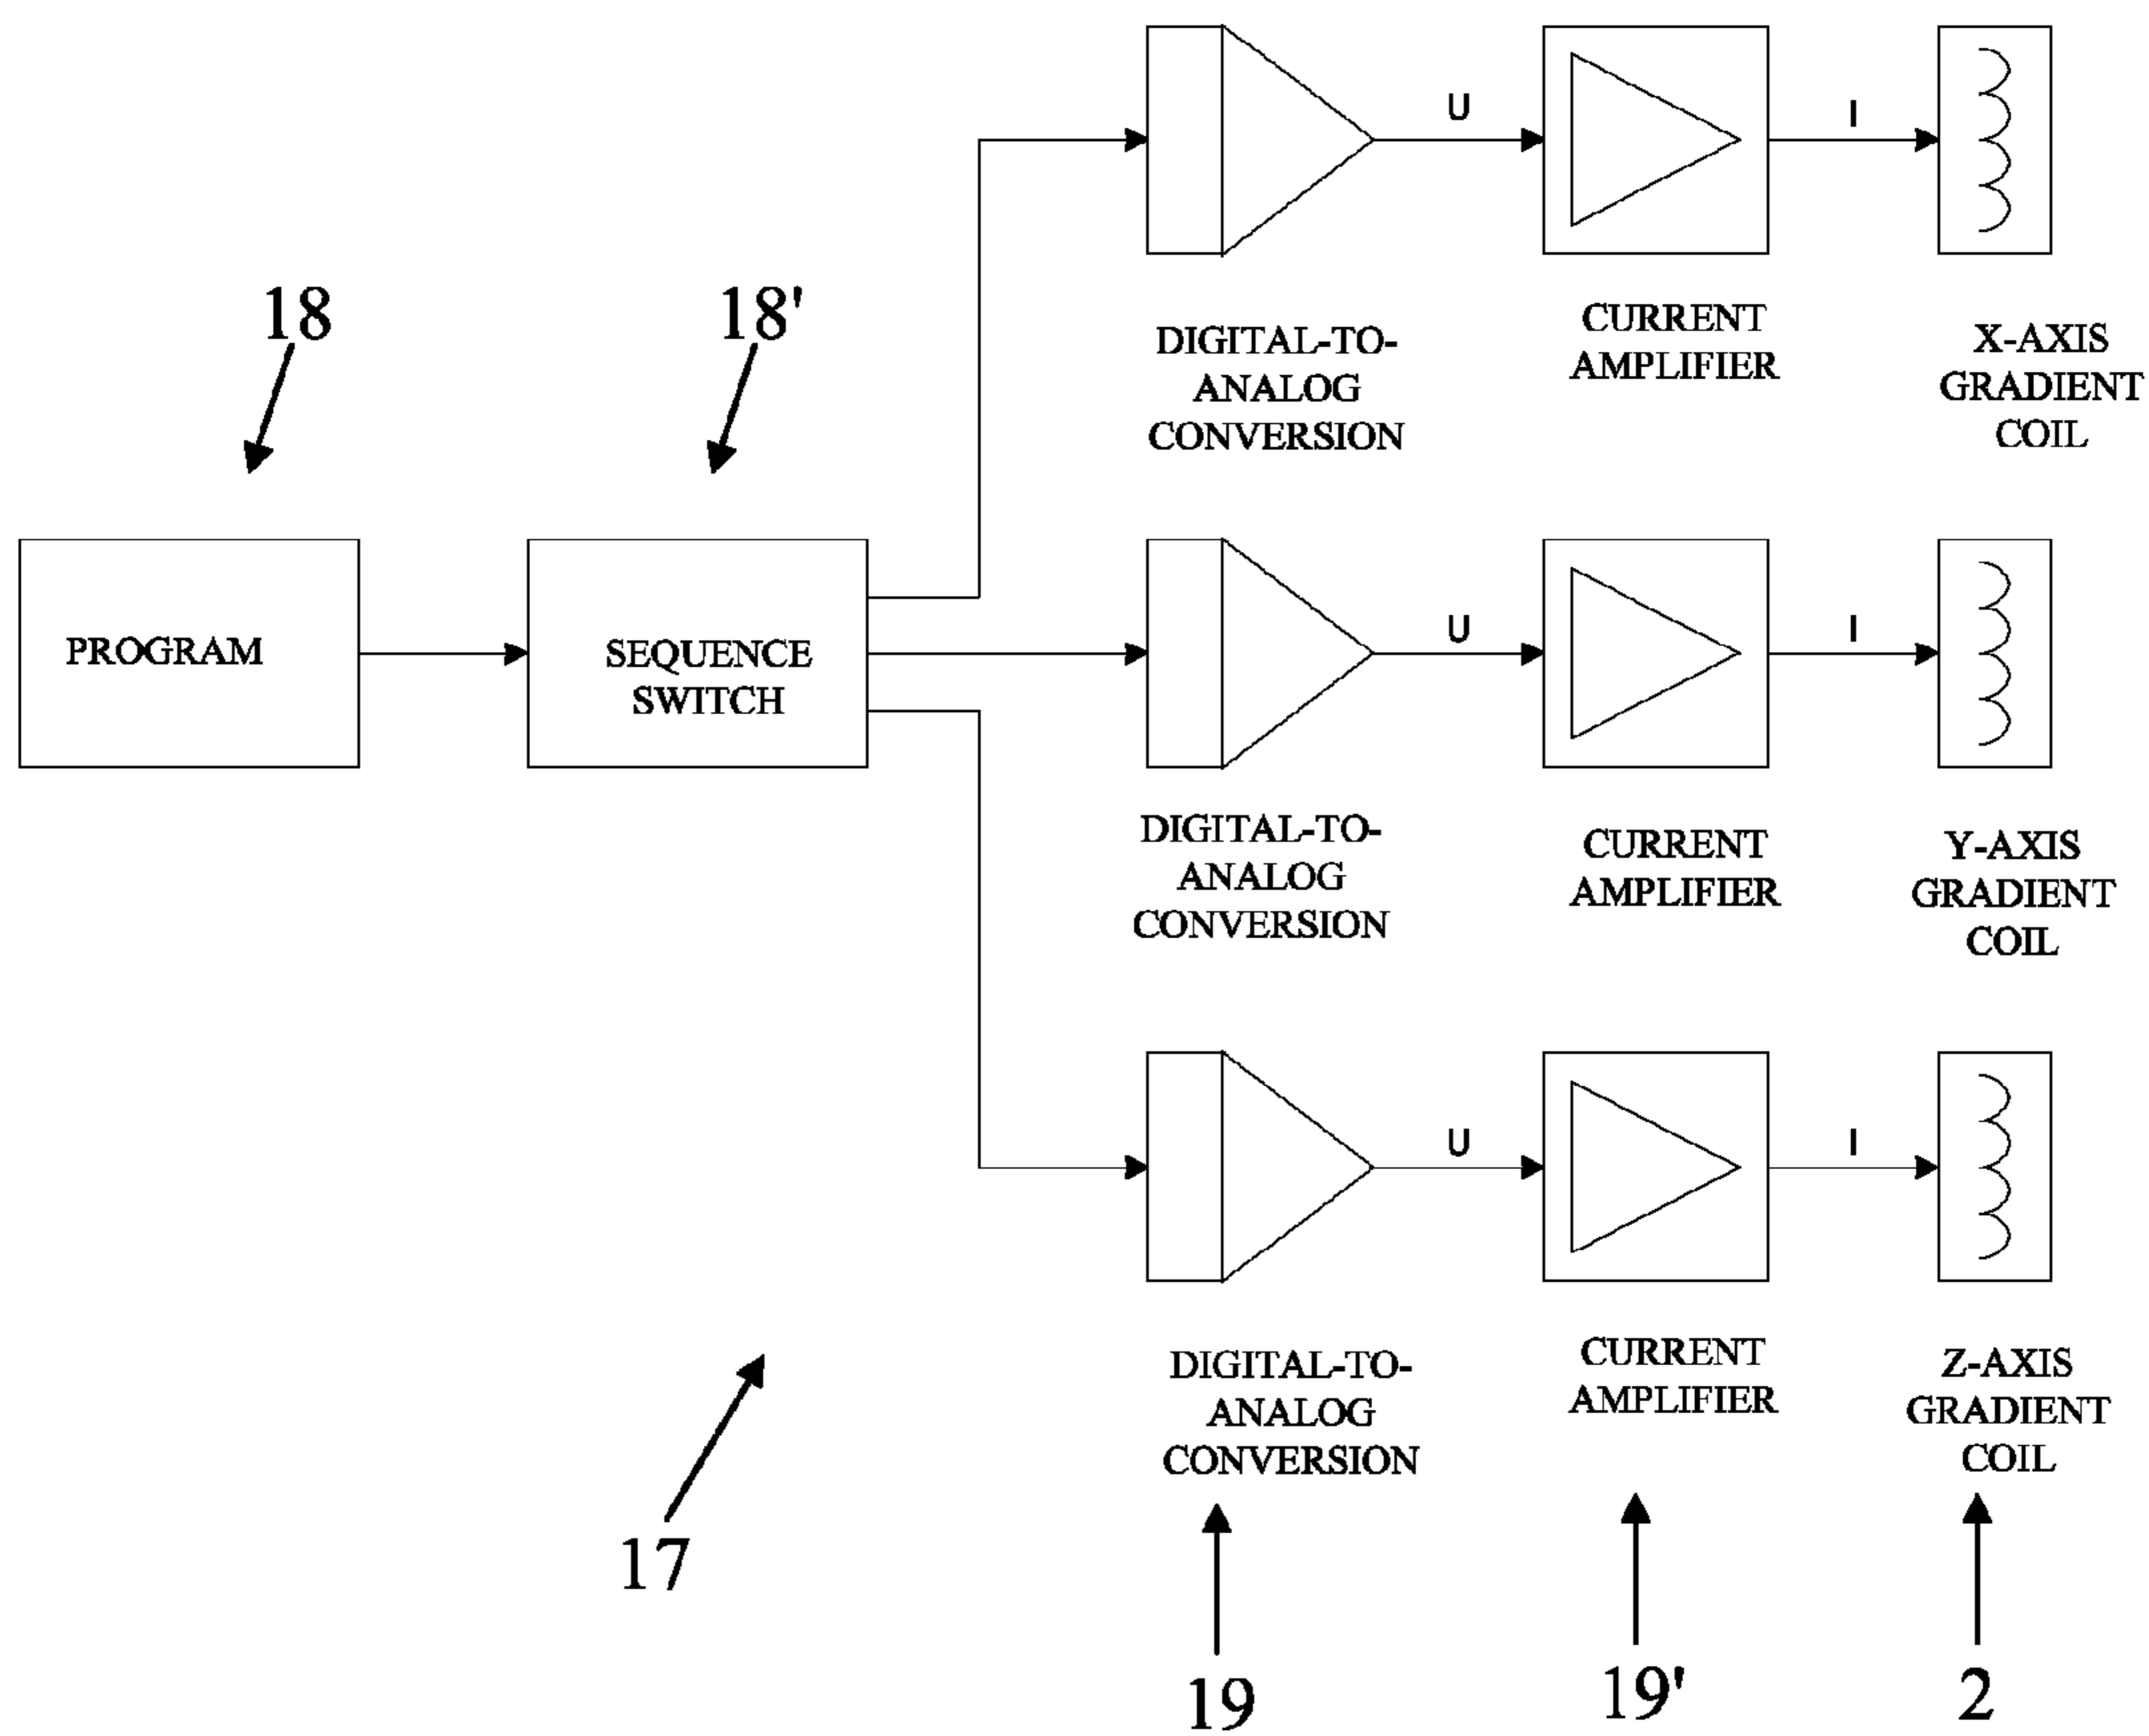 U
I
18
18'
DIGITAL-TO-
ANALOG
CONVERSION
CURRENT
AMPLIFIER
X-AXIS
GRADIENT
COIL
PROGRAM
SEQUENCE
SWITCH
U
I
DIGITAL-TO-
ANALOG
CONVERSION
CURRENT
AMPLIFIER
Y-AXIS
GRADIENT
COIL
U
I
DIGITAL-TO-
ANALOG
CONVERSION
CURRENT
AMPLIFIER
Z-AXIS
GRADIENT
COIL
17
19
19'
2